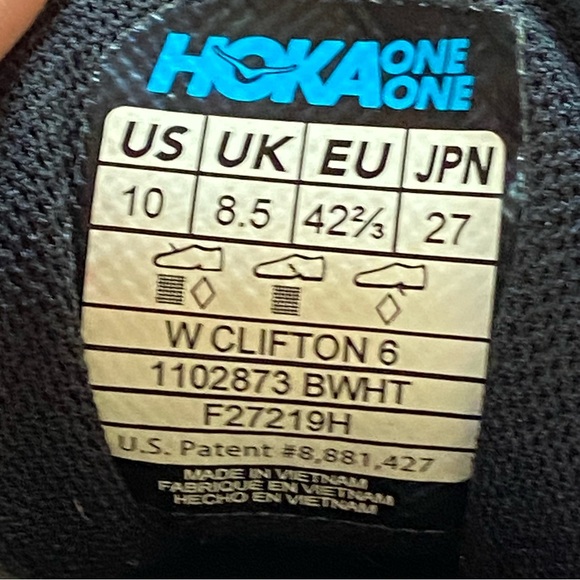 HOKA ONE ONE
US UK EU JPN
10 8.5 42⅔ 27
W CLIFTON 6
1102873 BWHT
F27219H
U.S. Patent #8,881,427
MADE IN VIETNAM
FABRIQUÉ EN VIETNAM
HECHO EN VIETNAM